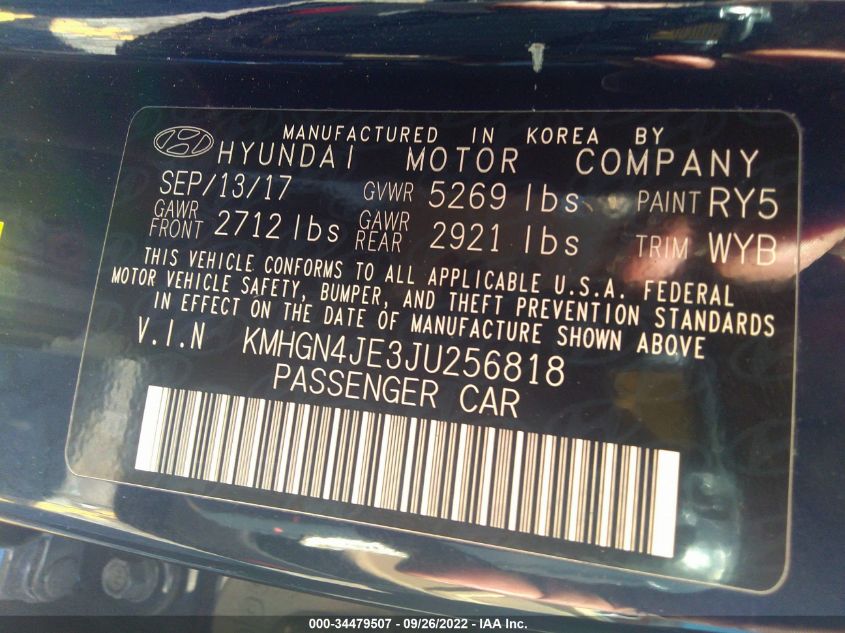 MANUFACTURED IN KOREA BY
HYUNDAI MOTOR COMPANY
SEP/13/17 GVWR 5269 lbs PAINT RY5
GAWR FRONT 2712 lbs GAWR REAR 2921 lbs TRIM WYB
THIS VEHICLE CONFORMS TO ALL APPLICABLE U.S.A. FEDERAL
MOTOR VEHICLE SAFETY, BUMPER, AND THEFT PREVENTION STANDARDS
IN EFFECT ON THE DATE OF MANUFACTURE SHOWN ABOVE
V.I.N KMHGN4JE3JU256818
PASSENGER CAR
000-34479507 - 09/26/2022 - IAA Inc.